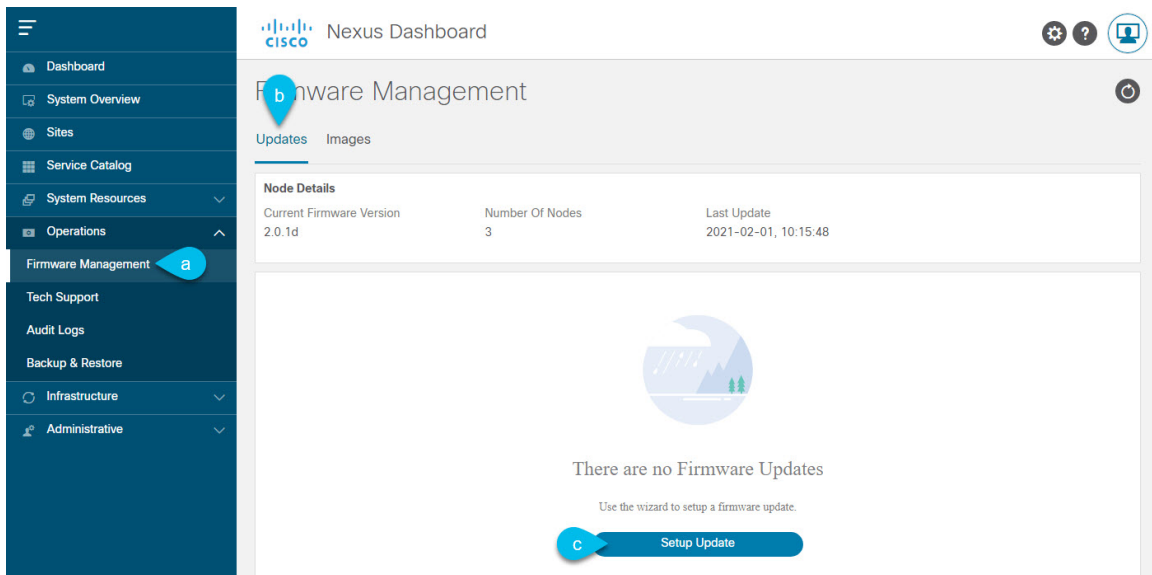 CISCO
Nexus Dashboard
?
Dashboard
System Overview
Sites
Service Catalog
System Resources
Operations
Firmware Management
a
Tech Support
Audit Logs
Backup & Restore
Infrastructure
Administrative
Firmware Management
b
Updates Images
Node Details
Current Firmware Version Number Of Nodes Last Update
2.0.1d 3 2021-02-01, 10:15:48
There are no Firmware Updates
Use the wizard to setup a firmware update.
c
Setup Update